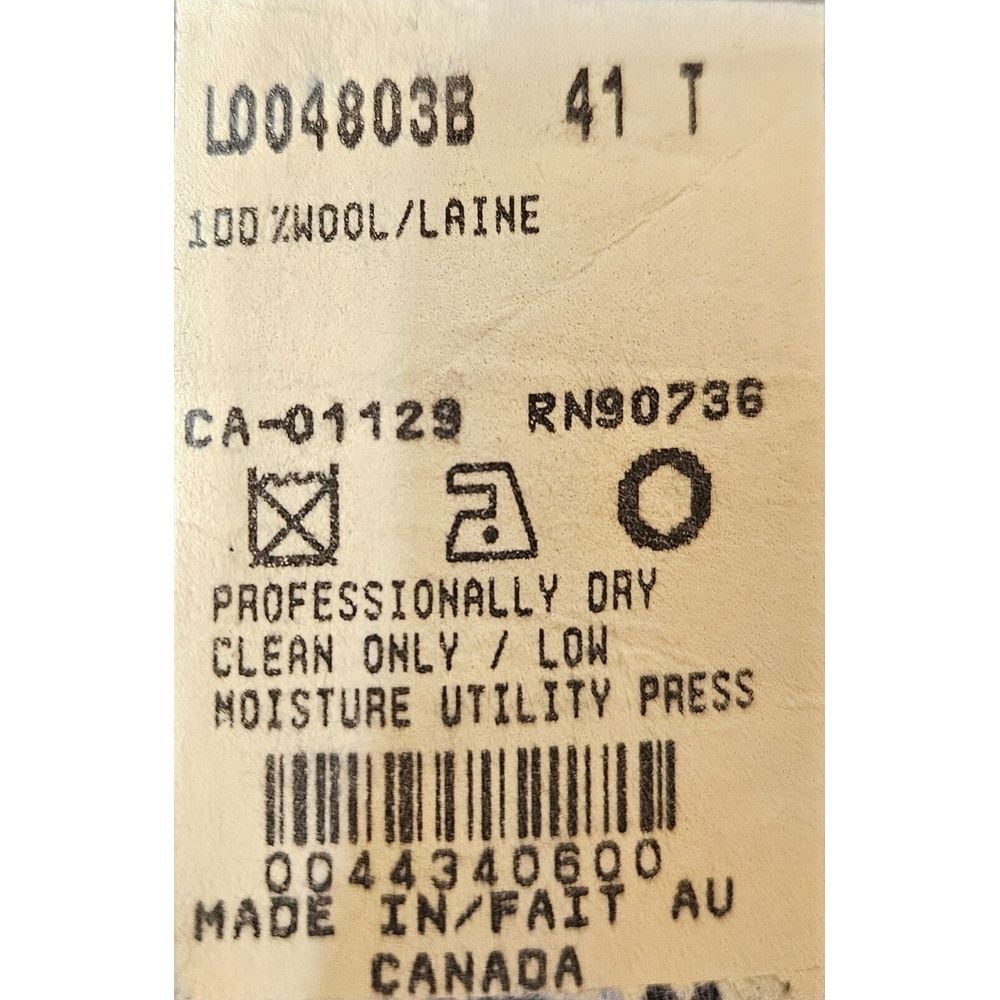 L004803B 41 T
100%WOOL/LAINE
CA-01129 RN90736
PROFESSIONALLY DRY
CLEAN ONLY / LOW
MOISTURE UTILITY PRESS
0044340600
MADE IN/FAIT AU
CANADA